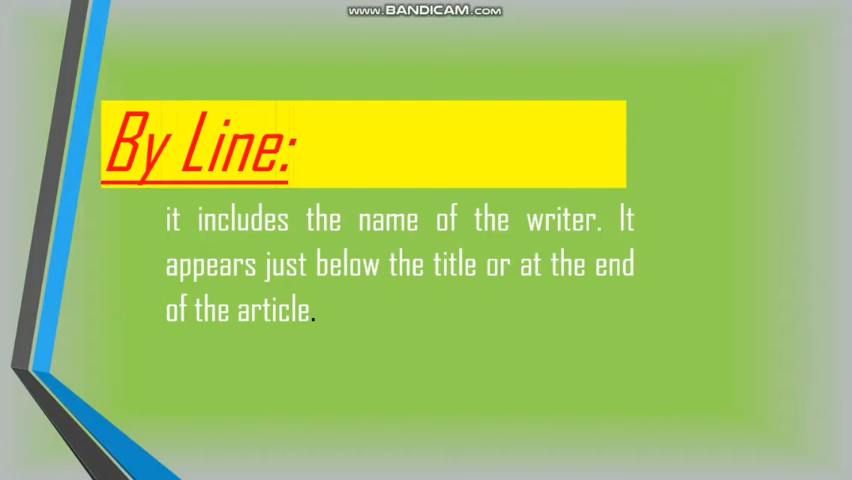 www.BANDICAM.com
By Line:
it includes the name of the writer. It
appears just below the title or at the end
of the article.